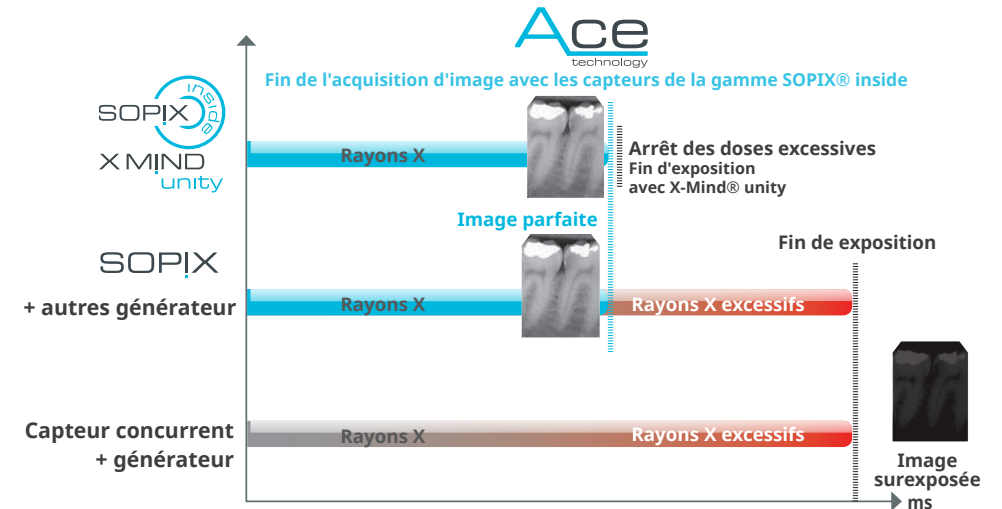 Ace
technology
Fin de l'acquisition d'image avec les capteurs de la gamme SOPIX® inside
SOPIX
inside
X MIND
unity
Rayons X
Arrêt des doses excessives
Fin d'exposition
avec X-Mind® unity
Image parfaite
Fin de exposition
SOPIX
+ autres générateur
Rayons X
Rayons X excessifs
Capteur concurrent
+ générateur
Rayons X
Rayons X excessifs
Image
surexposée
ms